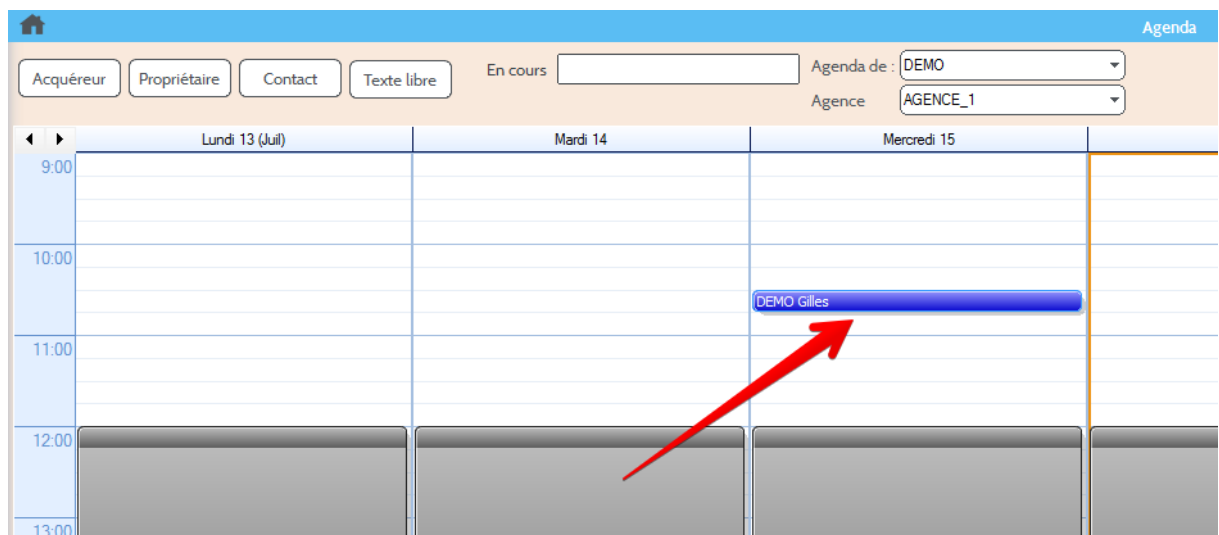 Agenda
Acquéreur Propriétaire Contact Texte libre En cours Agenda de : DEMO
Agence AGENCE_1
Lundi 13 (Juil) Mardi 14 Mercredi 15
9:00
10:00
DEMO Gilles
11:00
12:00
13:00